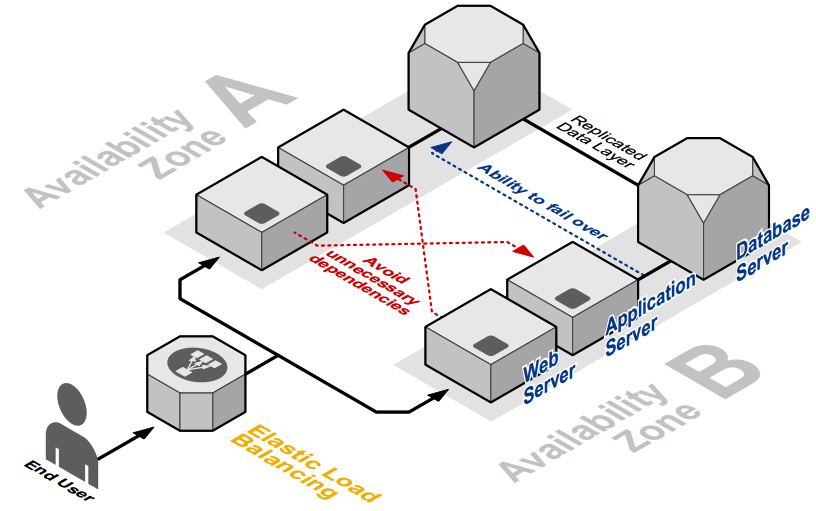 Availability
Zone
A
Replicated
Data Layer
Ability to fail over
Avoid
unnecessary
dependencies
Database
Server
Application
Server
Web
Server
Availability
Zone
B
Elastic Load
Balancing
End User